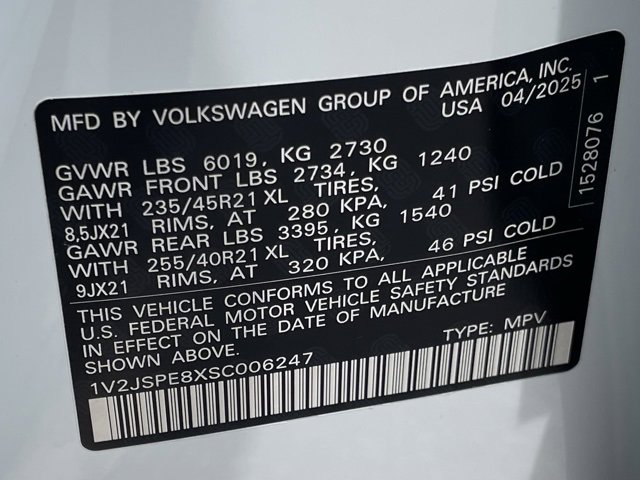 MFD BY VOLKSWAGEN GROUP OF AMERICA, INC.
USA 04/2025
GVWR LBS 6019, KG 2730
GAWR FRONT LBS 2734, KG 1240
WITH 235/45R21 XL TIRES,
8,5JX21 RIMS, AT 280 KPA, 41 PSI COLD
GAWR REAR LBS 3395, KG 1540
WITH 255/40R21 XL TIRES,
9JX21 RIMS, AT 320 KPA, 46 PSI COLD
THIS VEHICLE CONFORMS TO ALL APPLICABLE
U.S. FEDERAL MOTOR VEHICLE SAFETY STANDARDS
IN EFFECT ON THE DATE OF MANUFACTURE
SHOWN ABOVE. TYPE: MPV
1V2JSPE8XSC006247
1528076 1